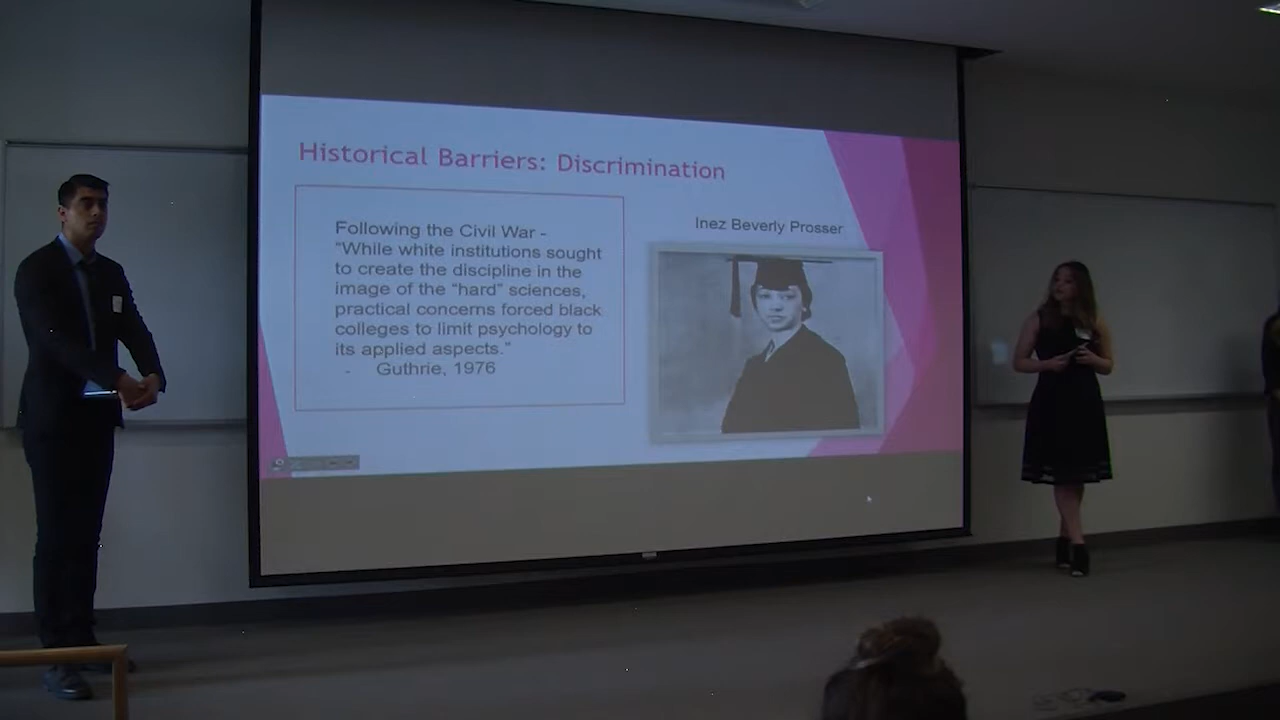 Historical Barriers: Discrimination
Following the Civil War -
“While white institutions sought
to create the discipline in the
image of the “hard” sciences,
practical concerns forced black
colleges to limit psychology to
its applied aspects.”
- Guthrie, 1976
Inez Beverly Prosser